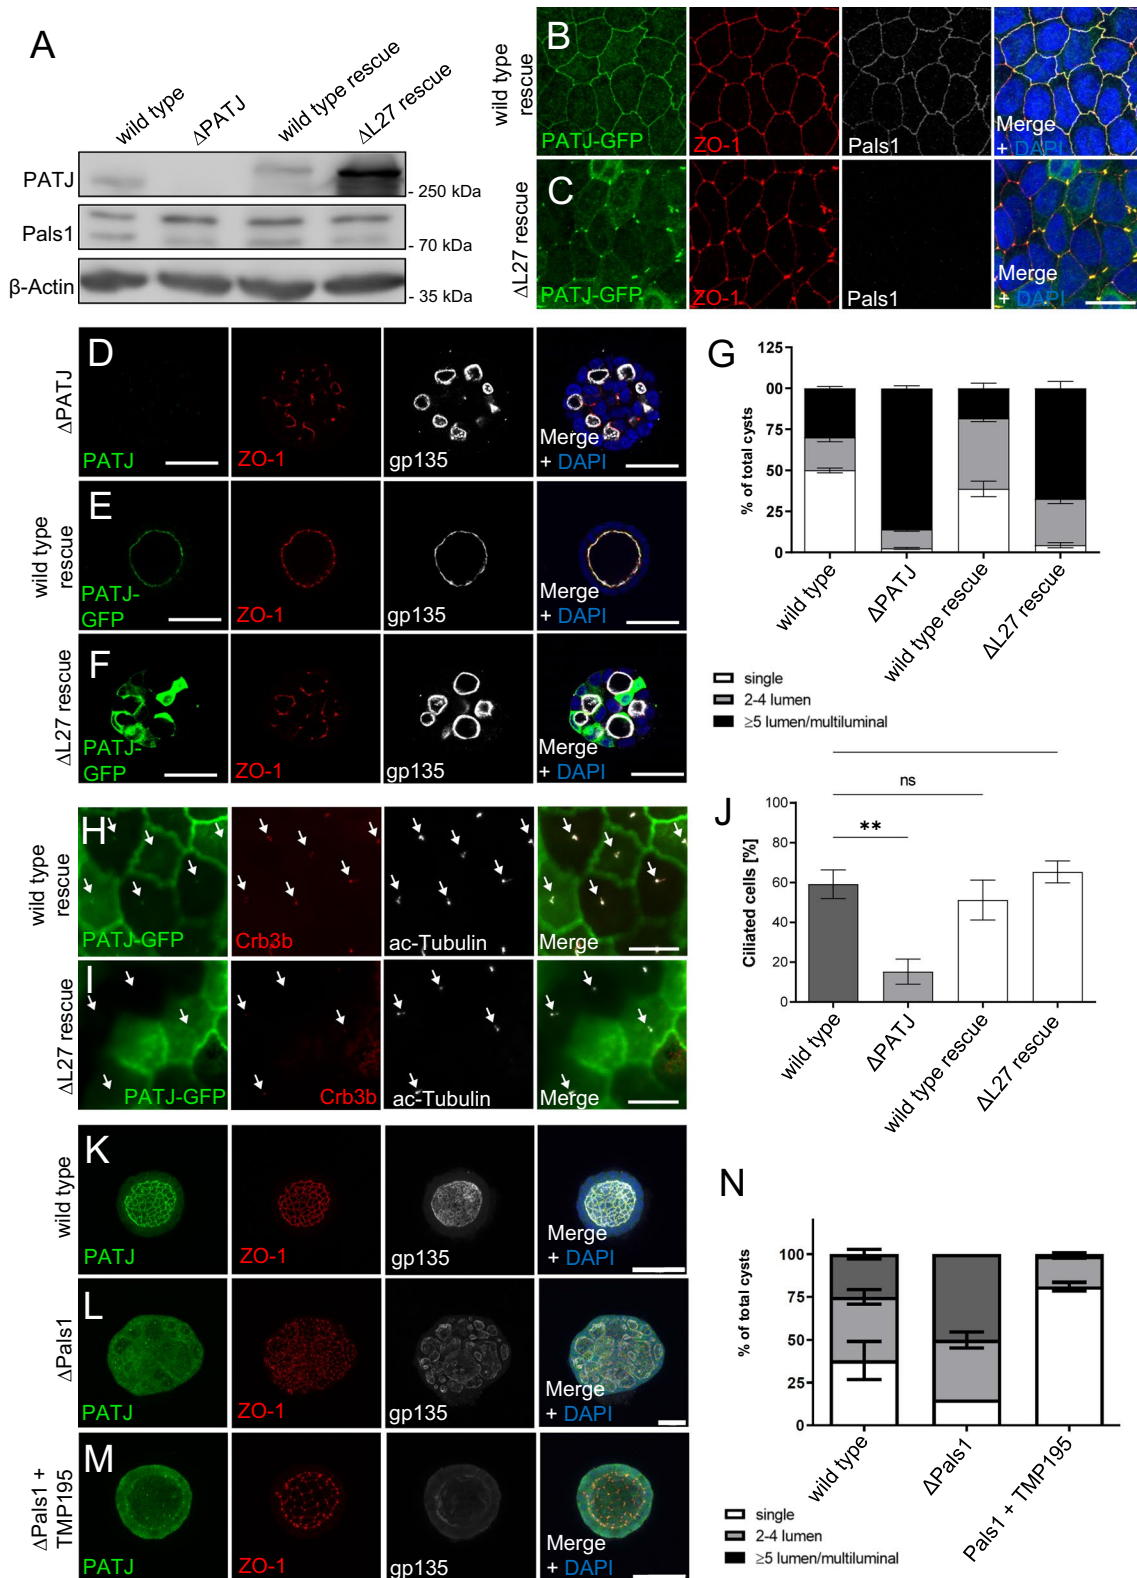 A
wild type
ΔPATJ
wild type rescue
ΔL27 rescue
PATJ
- 250 kDa
Pals1
- 70 kDa
β-Actin
- 35 kDa
wild type
rescue
B
PATJ-GFP
ZO-1
Pals1
Merge
+ DAPI
ΔL27 rescue
C
PATJ-GFP
ZO-1
Pals1
Merge
+ DAPI
ΔPATJ
D
PATJ
ZO-1
gp135
Merge
+ DAPI
wild type
rescue
E
PATJ-
GFP
ZO-1
gp135
Merge
+ DAPI
ΔL27 rescue
F
PATJ-
GFP
ZO-1
gp135
Merge
+ DAPI
G
% of total cysts
125
00
75
50
25
0
wild type
ΔPATJ
wild type rescue
ΔL27 rescue
single
2-4 lumen
≥5 lumen/multiluminal
wild type
rescue
H
PATJ-GFP
Crb3b
ac-Tubulin
Merge
ΔL27 rescue
I
PATJ-GFP
Crb3b
ac-Tubulin
Merge
J
ns
**
Ciliated cells [%]
100
80
60
40
20
0
wild type
ΔPATJ
wild type rescue
ΔL27 rescue
wild type
K
PATJ
ZO-1
gp135
Merge
+ DAPI
ΔPals1
L
PATJ
ZO-1
gp135
Merge
+ DAPI
ΔPals1 +
TMP195
M
PATJ
ZO-1
gp135
Merge
+ DAPI
N
% of total cysts
100
75
50
25
0
wild type
ΔPals1
Pals1 + TMP195
single
2-4 lumen
≥5 lumen/multiluminal